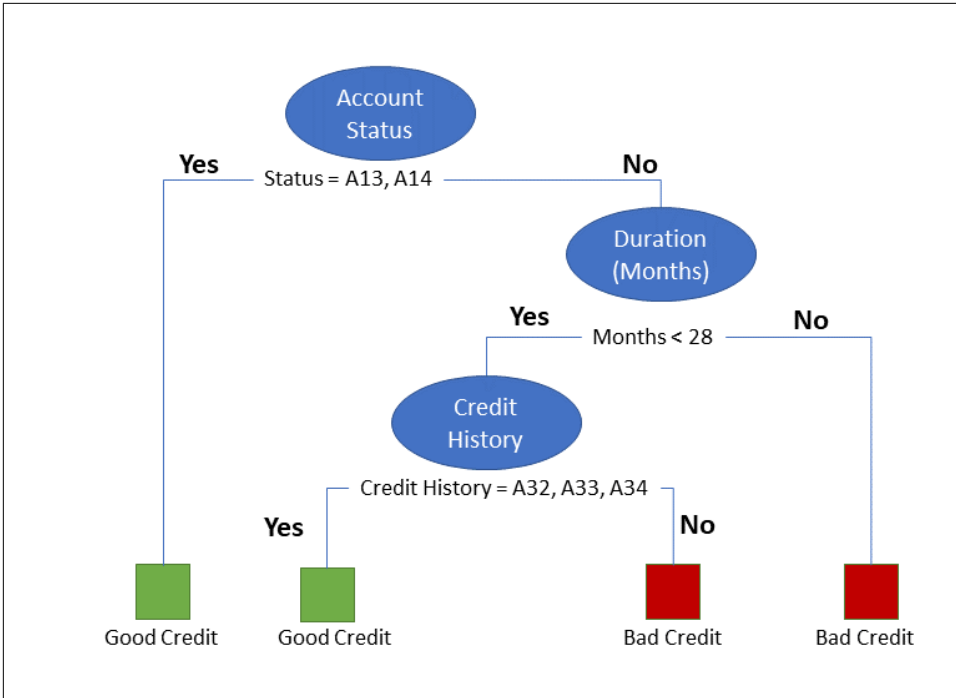 Account
Status
Yes
No
Status = A13, A14
Duration
(Months)
Yes
No
Months < 28
Credit
History
Credit History = A32, A33, A34
Yes
No
Good Credit
Good Credit
Bad Credit
Bad Credit